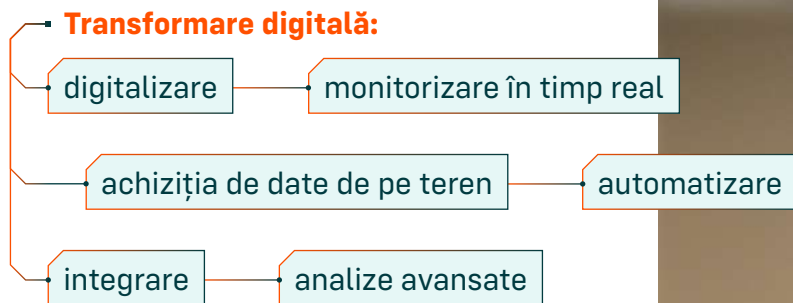 Transformare digitală:
digitalizare
monitorizare în timp real
achiziția de date de pe teren
automatizare
integrare
analize avansate